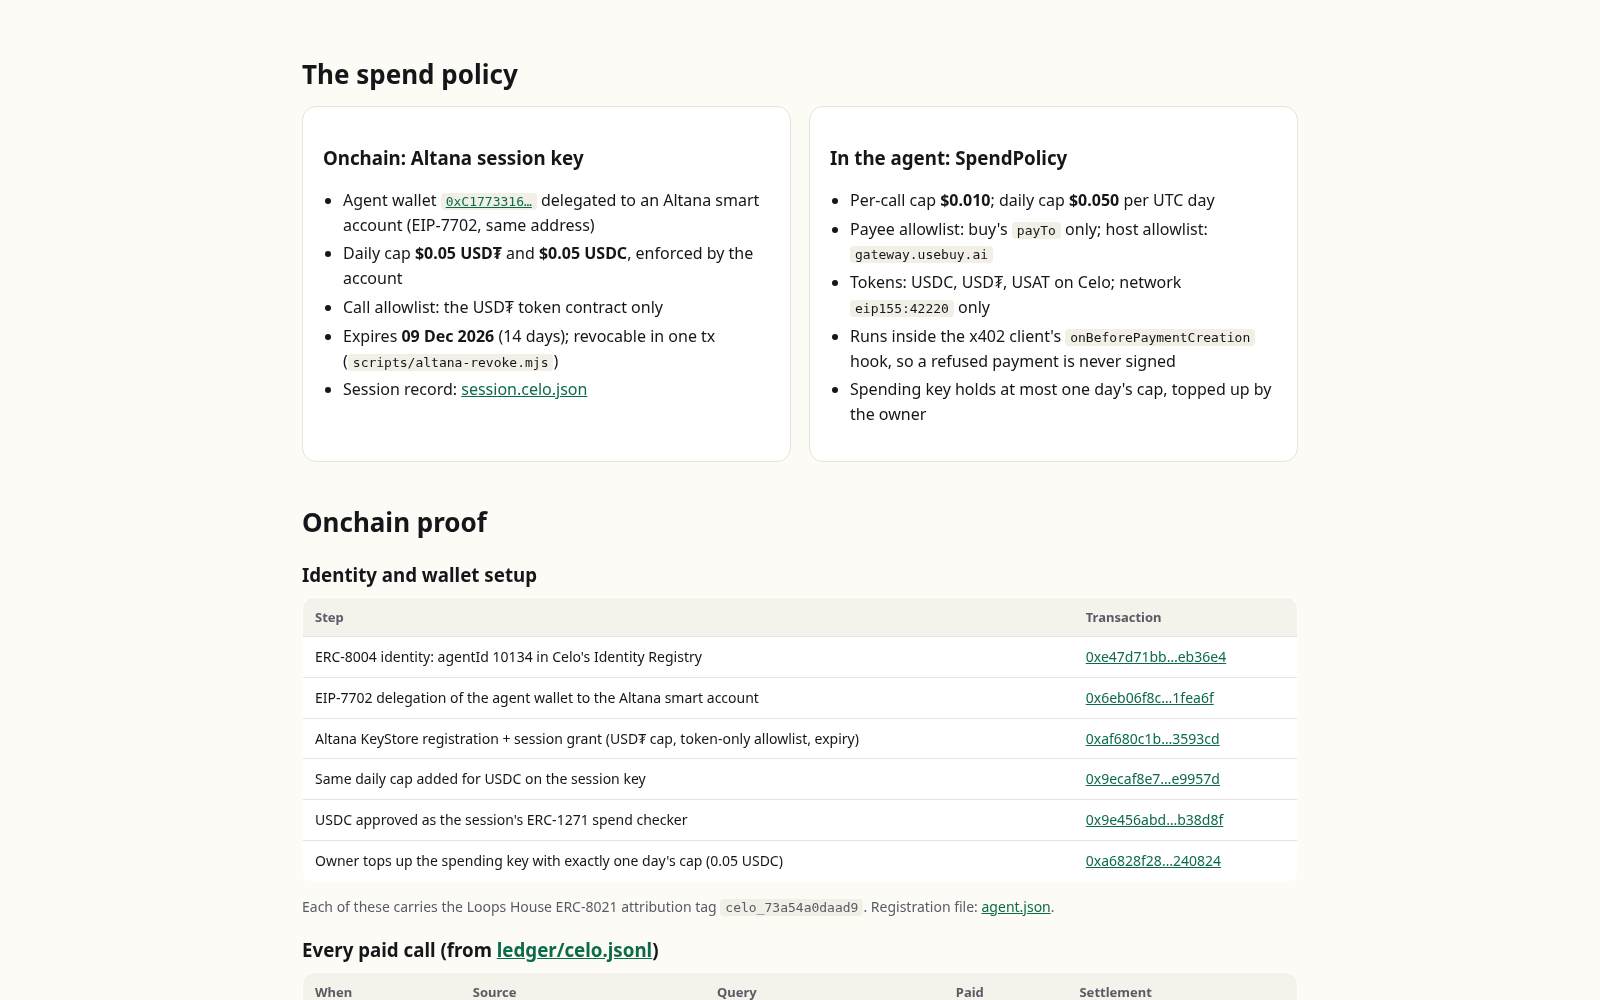 The spend policy
Onchain: Altana session key
Agent wallet 0xC1773316… delegated to an Altana smart
account (EIP-7702, same address)
Daily cap $0.05 USD₮ and $0.05 USDC, enforced by the
account
Call allowlist: the USD₮ token contract only
Expires 09 Dec 2026 (14 days); revocable in one tx
(scripts/altana-revoke.mjs)
Session record: session.celo.json
In the agent: SpendPolicy
Per-call cap $0.010; daily cap $0.050 per UTC day
Payee allowlist: buy's payTo only; host allowlist:
gateway.usebuy.ai
Tokens: USDC, USD₮, USAT on Celo; network
eip155:42220 only
Runs inside the x402 client's onBeforePaymentCreation
hook, so a refused payment is never signed
Spending key holds at most one day's cap, topped up by
the owner
Onchain proof
Identity and wallet setup
Step Transaction
ERC-8004 identity: agentId 10134 in Celo's Identity Registry 0xe47d71bb…eb36e4
EIP-7702 delegation of the agent wallet to the Altana smart account 0x6eb06f8c…1fea6f
Altana KeyStore registration + session grant (USD₮ cap, token-only allowlist, expiry) 0xaf680c1b…3593cd
Same daily cap added for USDC on the session key 0x9ecaf8e7…e9957d
USDC approved as the session's ERC-1271 spend checker 0x9e456abd…b38d8f
Owner tops up the spending key with exactly one day's cap (0.05 USDC) 0xa6828f28…240824
Each of these carries the Loops House ERC-8021 attribution tag celo_73a54a0daad9. Registration file: agent.json.
Every paid call (from ledger/celo.jsonl)
When Source Query Paid Settlement